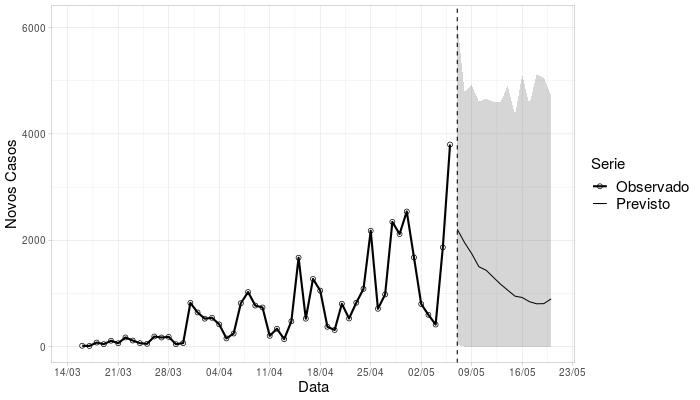 6000
4000
2000
0
Novos Casos
14/03 21/03 28/03 04/04 11/04 18/04 25/04 02/05 09/05 16/05 23/05
Data
Serie
Observado
Previsto